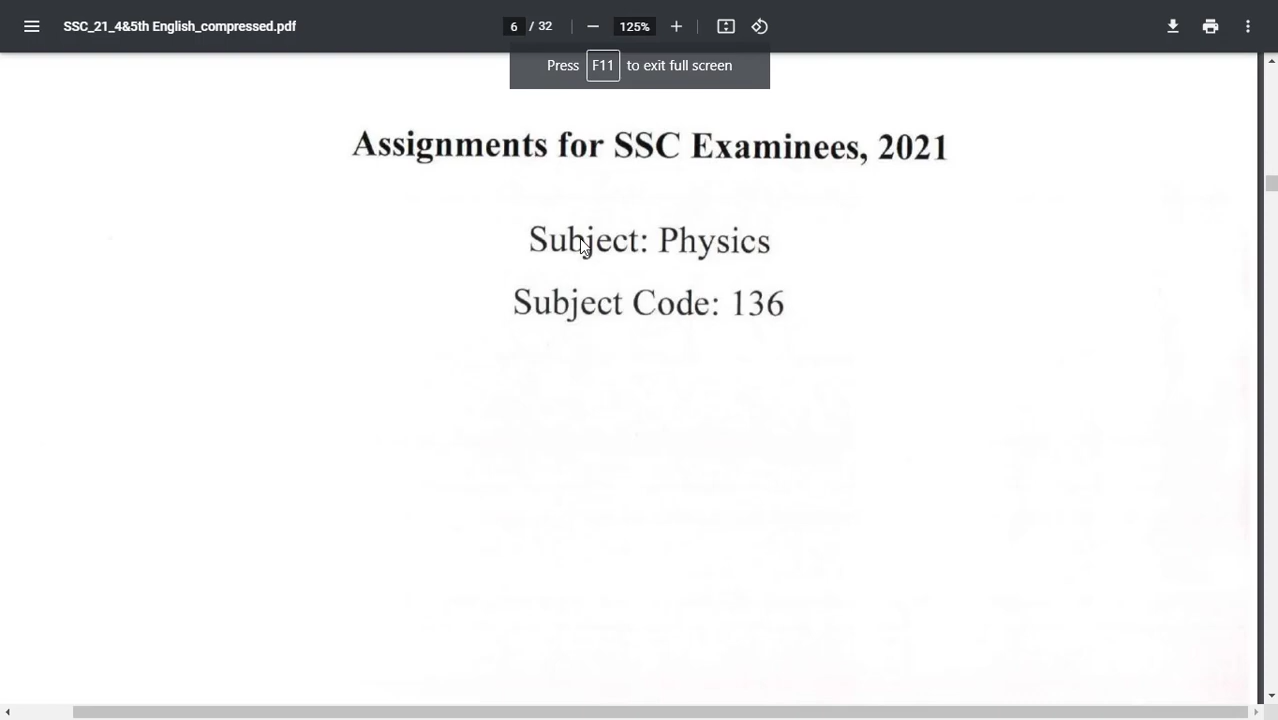 SSC_21_4&5th English_compressed.pdf
6 / 32
125%
Press F11 to exit full screen
Assignments for SSC Examinees, 2021
Subject: Physics
Subject Code: 136